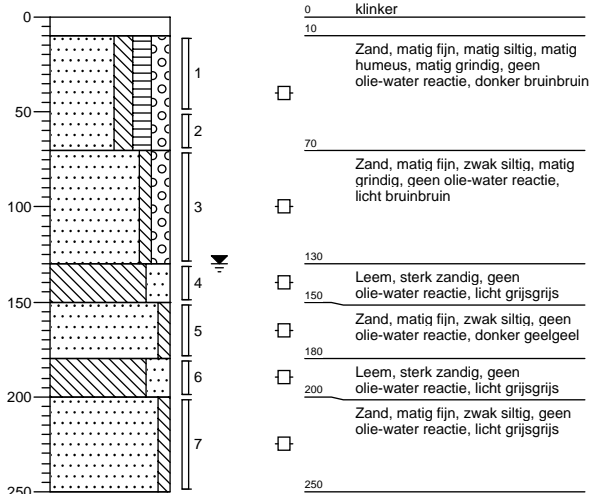 0
50
100
150
200
250
1
2
3
4
5
6
7
0 klinker
10
Zand, matig fijn, matig siltig, matig
humeus, matig grindig, geen
olie-water reactie, donker bruinbruin
70
Zand, matig fijn, zwak siltig, matig
grindig, geen olie-water reactie,
licht bruinbruin
130
Leem, sterk zandig, geen
olie-water reactie, licht grijsgrijs
150
Zand, matig fijn, zwak siltig, geen
olie-water reactie, donker geelgeel
180
Leem, sterk zandig, geen
olie-water reactie, licht grijsgrijs
200
Zand, matig fijn, zwak siltig, geen
olie-water reactie, licht grijsgrijs
250